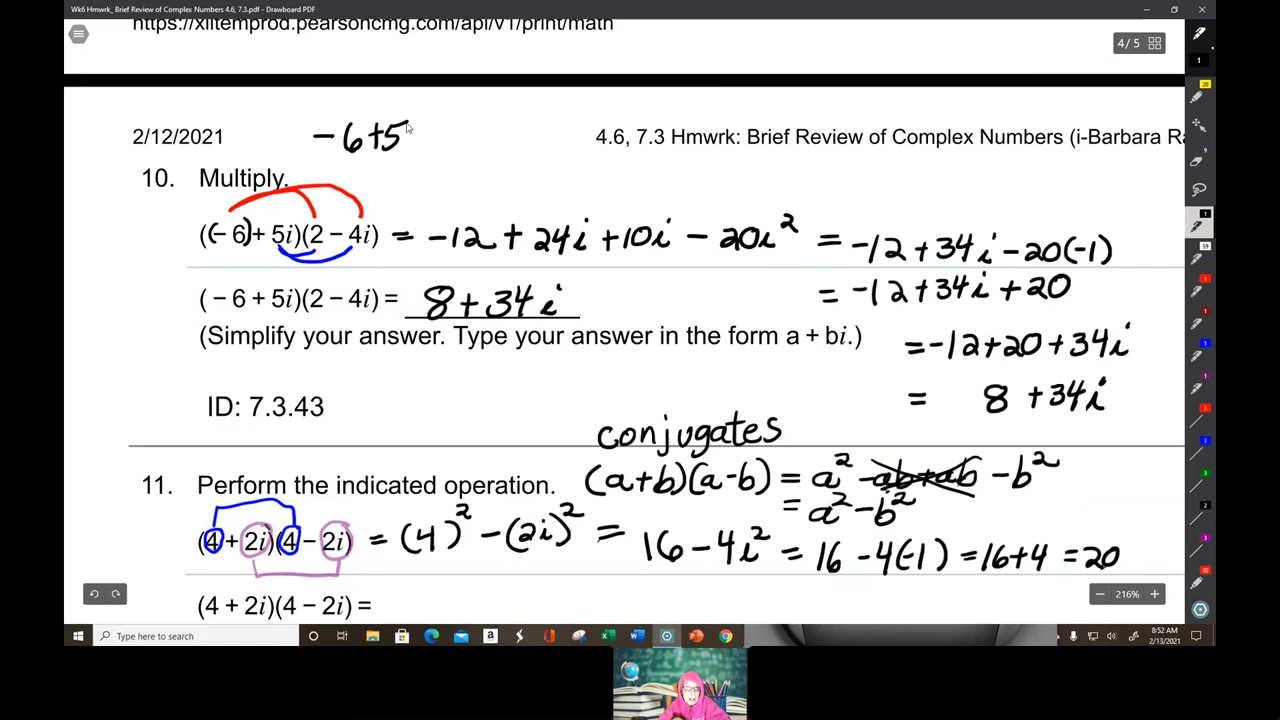 Wk6 Hmwrk_ Brief Review of Complex Numbers 4.6, 7.3.pdf - Drawboard PDF
https://xlitemprod.pearsoncmg.com/api/v1/print/math
4 / 5
2/12/2021
-6+5
4.6, 7.3 Hmwrk: Brief Review of Complex Numbers (i-Barbara Ra
10. Multiply.
((-6)+5i)(2-4i) = -12 + 24i + 10i - 20i² = -12 + 34i - 20(-1)
= -12 + 34i + 20
(-6+5i)(2-4i) = 8+34i
(Simplify your answer. Type your answer in the form a+bi.)
= -12+20+34i
= 8 +34i
ID: 7.3.43
conjugates
(a+b)(a-b) = a² -ab+ab -b²
= a² - b²
11. Perform the indicated operation.
(4+2i)(4-2i) = (4)² - (2i)² = 16 - 4i² = 16 - 4(-1) = 16+4 = 20
(4+2i)(4-2i) =
216%
Type here to search
8:52 AM
2/13/2021